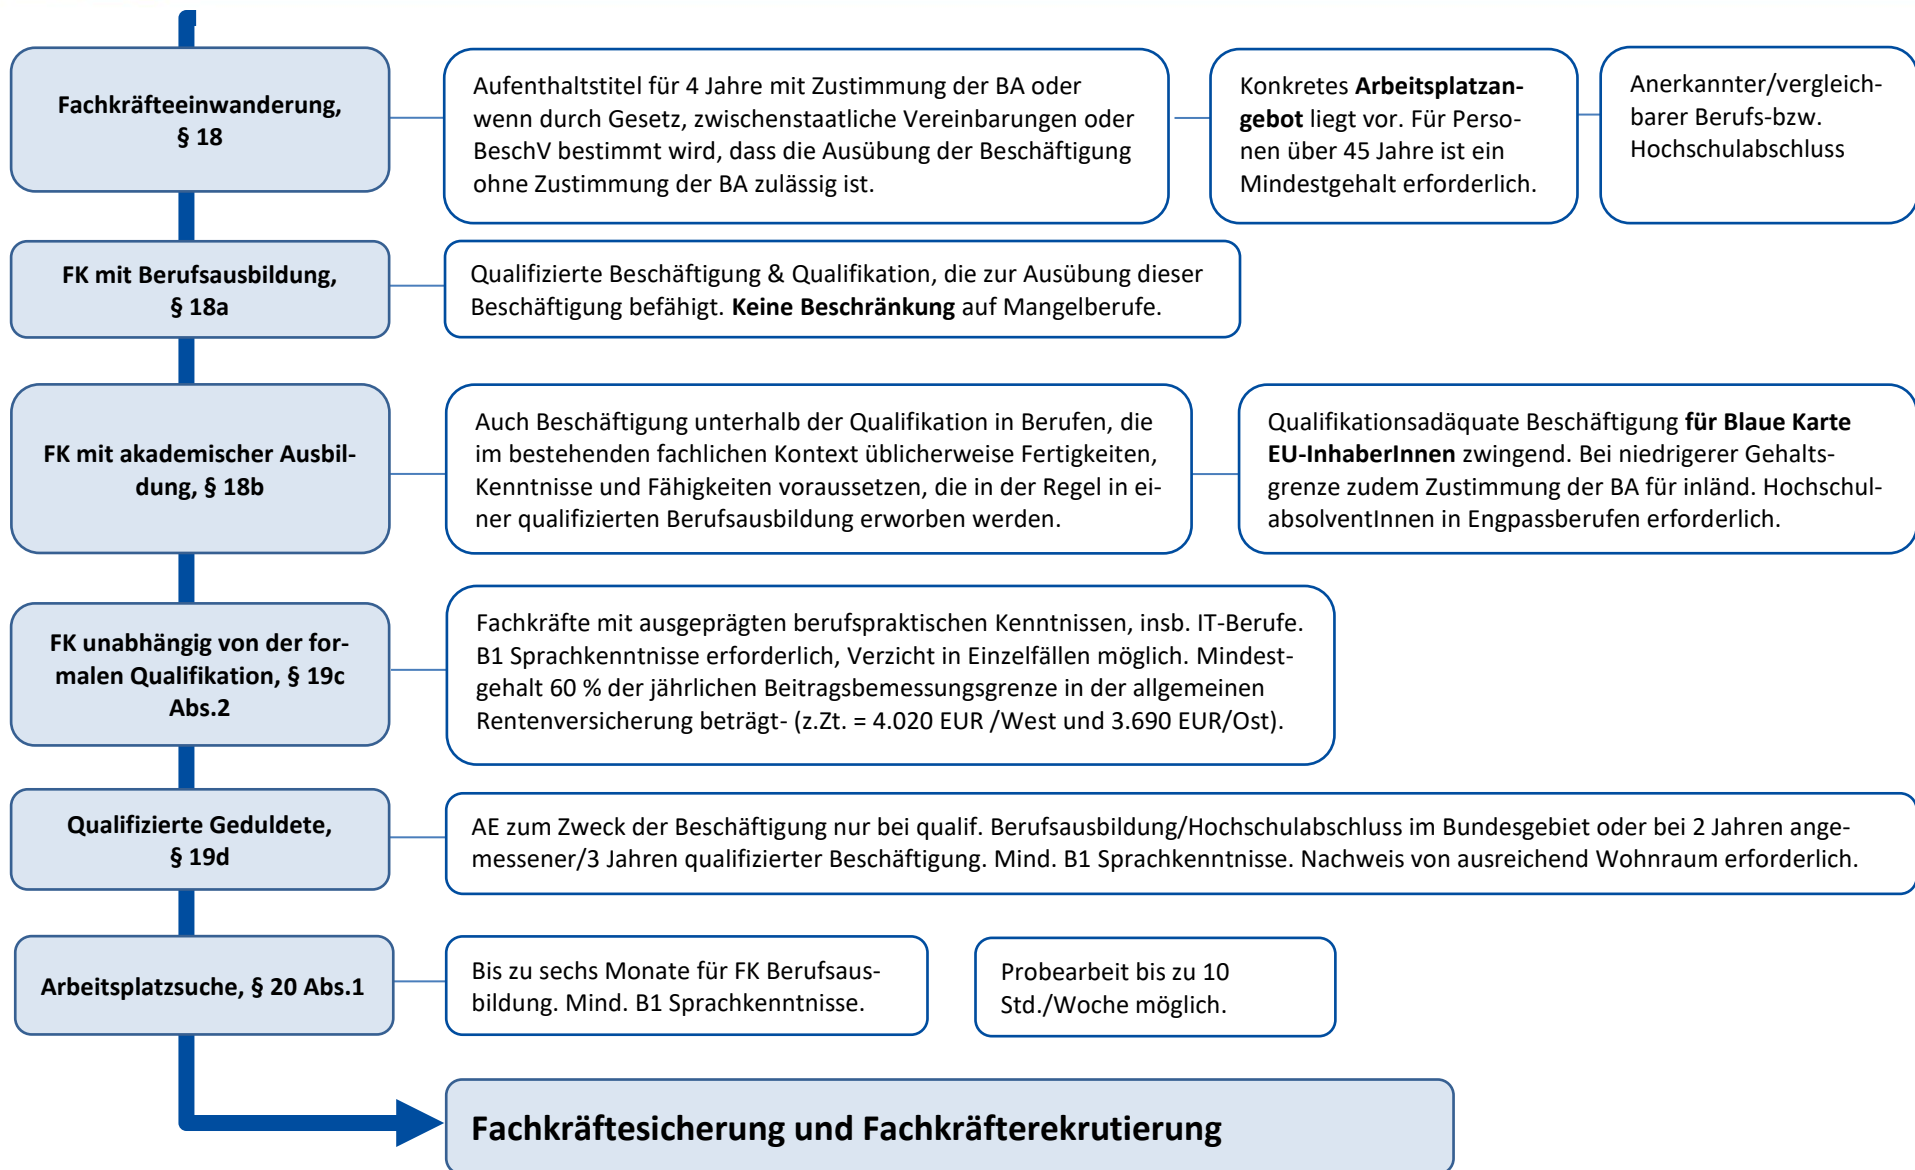 Fachkräfteeinwanderung,
§ 18
Aufenthaltstitel für 4 Jahre mit Zustimmung der BA oder
wenn durch Gesetz, zwischenstaatliche Vereinbarungen oder
BeschV bestimmt wird, dass die Ausübung der Beschäftigung
ohne Zustimmung der BA zulässig ist.
Konkretes Arbeitsplatzan-
gebot liegt vor. Für Perso-
nen über 45 Jahre ist ein
Mindestgehalt erforderlich.
Anerkannter/vergleich-
barer Berufs-bzw.
Hochschulabschluss
FK mit Berufsausbildung,
§ 18a
Qualifizierte Beschäftigung & Qualifikation, die zur Ausübung dieser
Beschäftigung befähigt. Keine Beschränkung auf Mangelberufe.
FK mit akademischer Ausbil-
dung, § 18b
Auch Beschäftigung unterhalb der Qualifikation in Berufen, die
im bestehenden fachlichen Kontext üblicherweise Fertigkeiten,
Kenntnisse und Fähigkeiten voraussetzen, die in der Regel in ei-
ner qualifizierten Berufsausbildung erworben werden.
Qualifikationsadäquate Beschäftigung für Blaue Karte
EU-InhaberInnen zwingend. Bei niedrigerer Gehalts-
grenze zudem Zustimmung der BA für inländ. Hochschul-
absolventInnen in Engpassberufen erforderlich.
FK unabhängig von der for-
malen Qualifikation, § 19c
Abs.2
Fachkräfte mit ausgeprägten berufspraktischen Kenntnissen, insb. IT-Berufe.
B1 Sprachkenntnisse erforderlich, Verzicht in Einzelfällen möglich. Mindest-
gehalt 60 % der jährlichen Beitragsbemessungsgrenze in der allgemeinen
Rentenversicherung beträgt- (z.Zt. = 4.020 EUR /West und 3.690 EUR/Ost).
Qualifizierte Geduldete,
§ 19d
AE zum Zweck der Beschäftigung nur bei qualif. Berufsausbildung/Hochschulabschluss im Bundesgebiet oder bei 2 Jahren ange-
messener/3 Jahren qualifizierter Beschäftigung. Mind. B1 Sprachkenntnisse. Nachweis von ausreichend Wohnraum erforderlich.
Arbeitsplatzsuche, § 20 Abs.1
Bis zu sechs Monate für FK Berufsaus-
bildung. Mind. B1 Sprachkenntnisse.
Probearbeit bis zu 10
Std./Woche möglich.
Fachkräftesicherung und Fachkräfterekrutierung